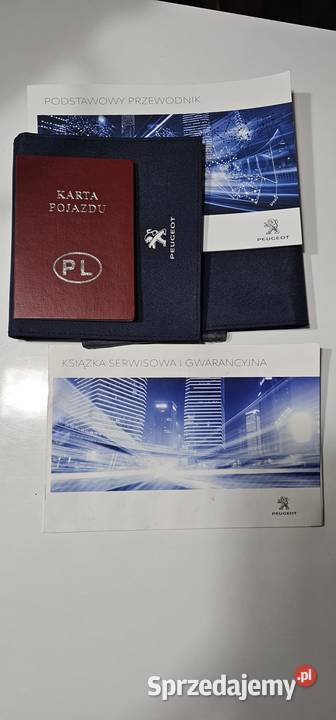 PODSTAWOWY PRZEWODNIK
PEUGEOT
KARTA
POJAZDU
PL
PEUGEOT
KSIĄŻKA SERWISOWA I GWARANCYJNA
PEUGEOT
Sprzedajemy.pl